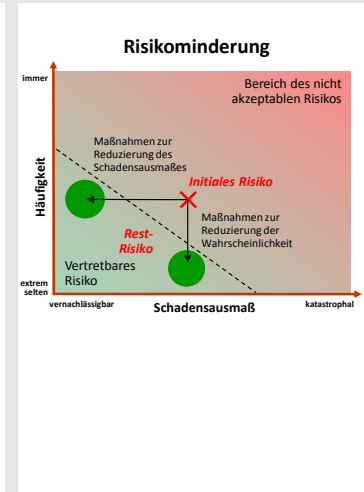 Risikominderung
immer
Bereich des nicht
akzeptablen Risikos
Maßnahmen zur
Reduzierung des
Schadensausmaßes
Initiales Risiko
Häufigkeit
Maßnahmen zur
Reduzierung der
Wahrscheinlichkeit
Rest-
Risiko
Vertretbares
Risiko
extrem
selten
vernachlässigbar
Schadensausmaß
katastrophal